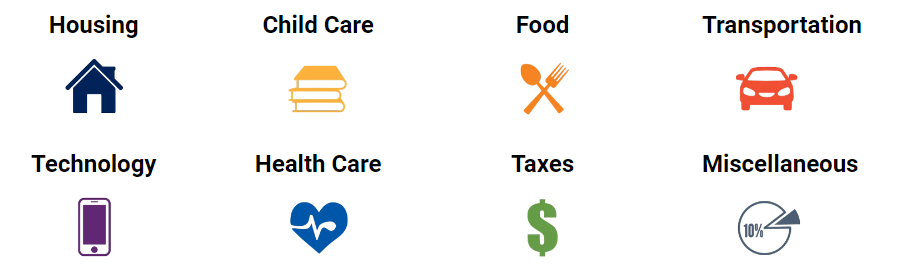 Housing Child Care Food Transportation
Technology Health Care Taxes Miscellaneous
$
10%